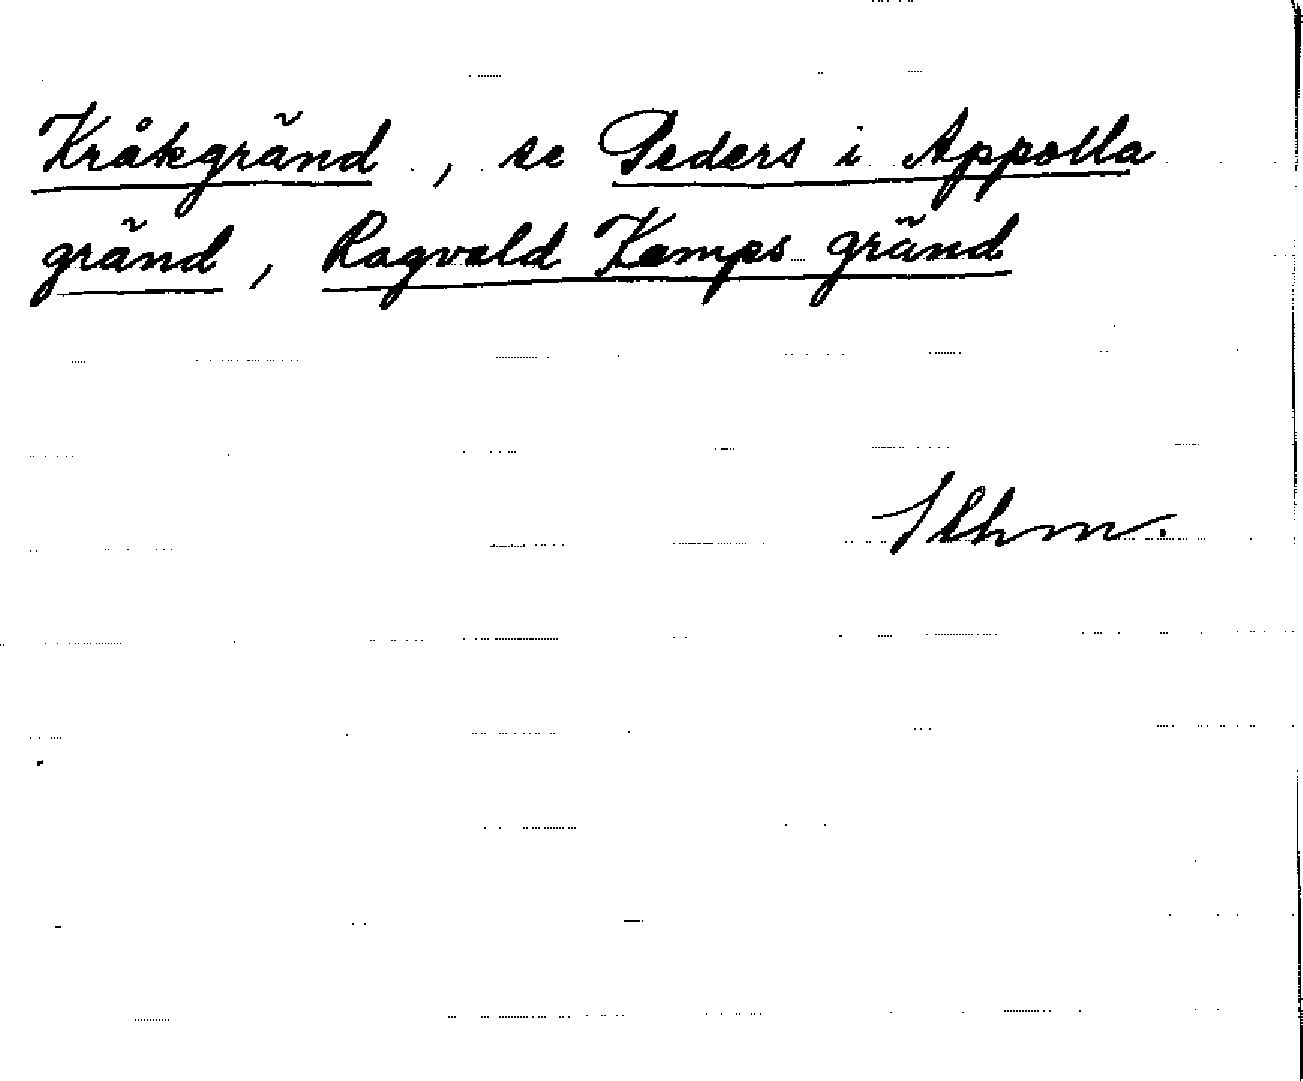 Kråkgränd, se Peders i Appolla
gränd, Ragvald Kamps gränd
Sthm.